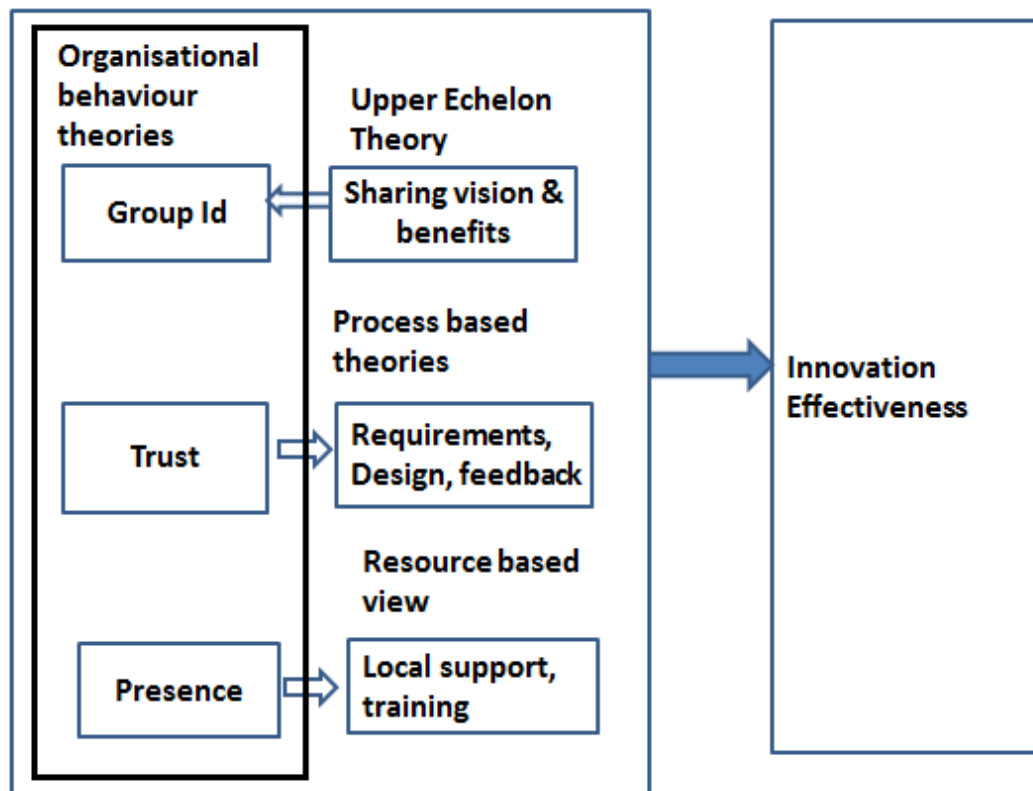 Organisational
behaviour
theories
Group Id
Upper Echelon
Theory
Sharing vision &
benefits
Process based
theories
Trust
Requirements,
Design, feedback
Resource based
view
Presence
Local support,
training
Innovation
Effectiveness